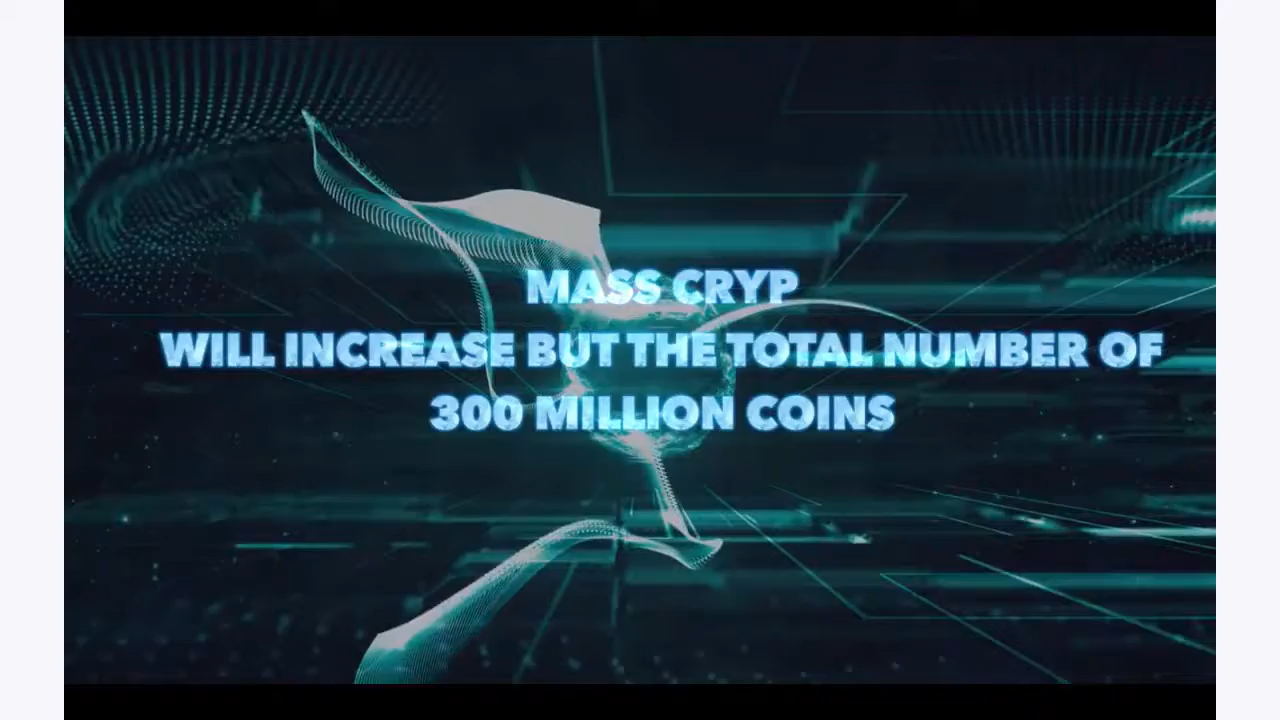 MASS CRYP
WILL INCREASE BUT THE TOTAL NUMBER OF
300 MILLION COINS